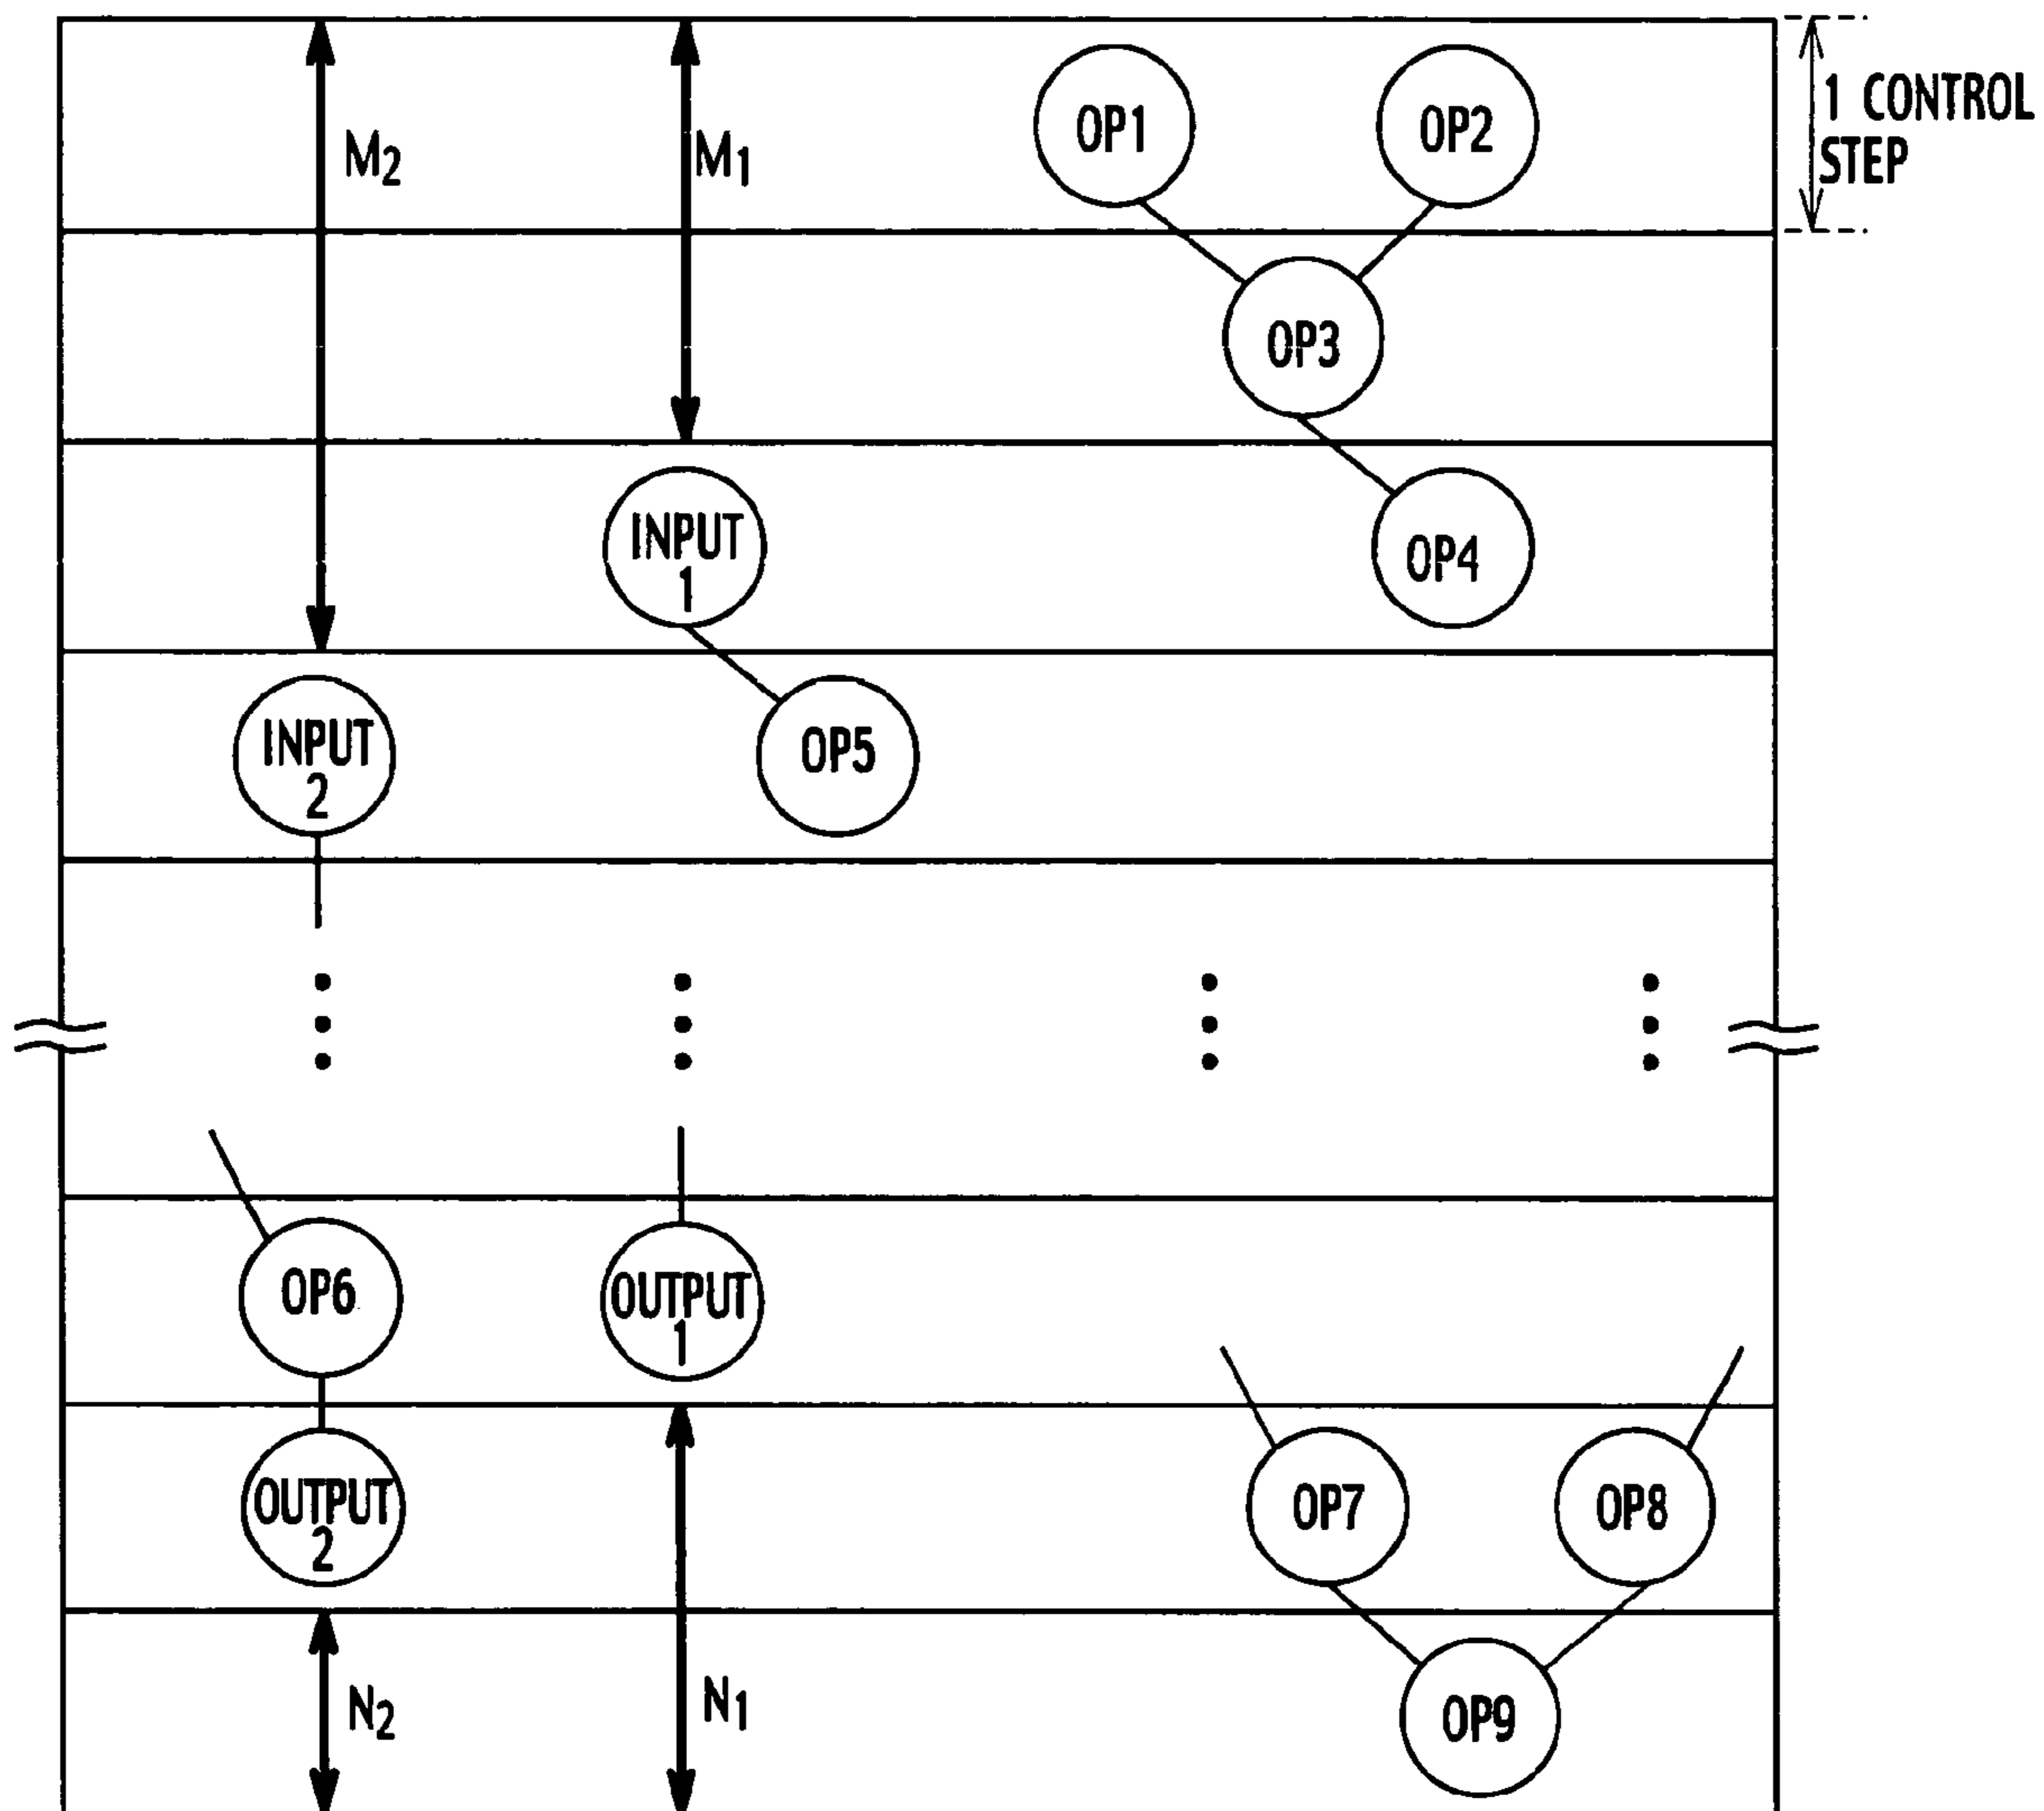 M2
M1
OP1
OP2
1 CONTROL
STEP
OP3
INPUT
1
OP4
INPUT
2
OP5
OP6
OUTPUT
1
OUTPUT
2
OP7
OP8
N2
N1
OP9